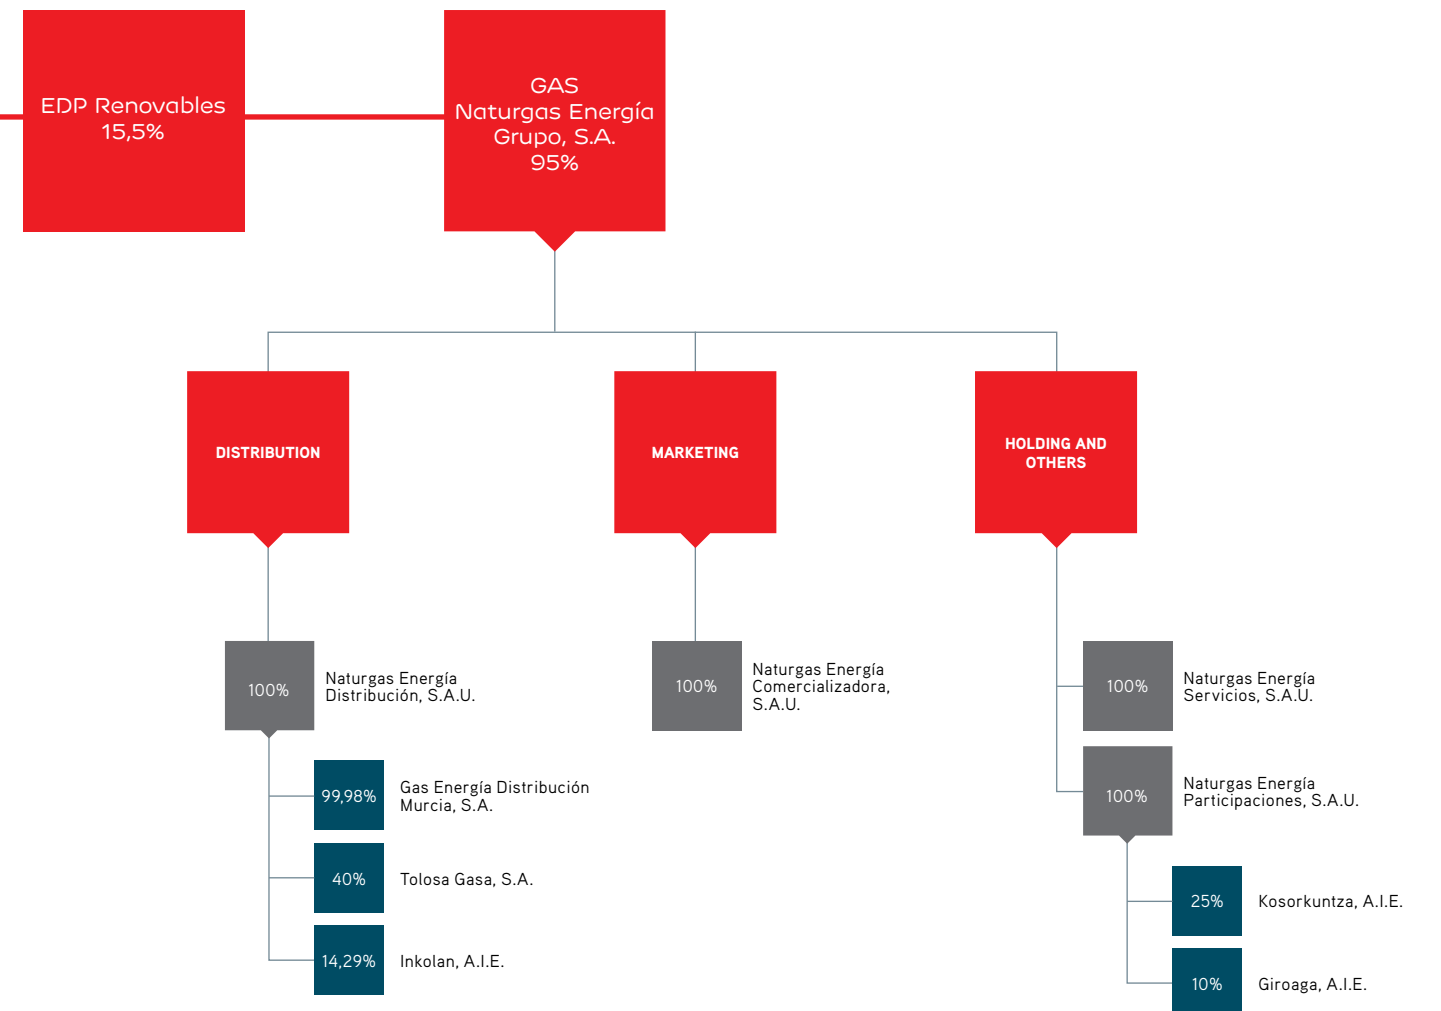 EDP Renovables
15,5%
GAS
Naturgas Energía
Grupo, S.A.
95%
DISTRIBUTION
MARKETING
HOLDING AND
OTHERS
100%
Naturgas Energía
Distribución, S.A.U.
99,98%
Gas Energía Distribución
Murcia, S.A.
40%
Tolosa Gasa, S.A.
14,29%
Inkolan, A.I.E.
100%
Naturgas Energía
Comercializadora,
S.A.U.
100%
Naturgas Energía
Servicios, S.A.U.
100%
Naturgas Energía
Participaciones, S.A.U.
25%
Kosorkuntza, A.I.E.
10%
Giroaga, A.I.E.